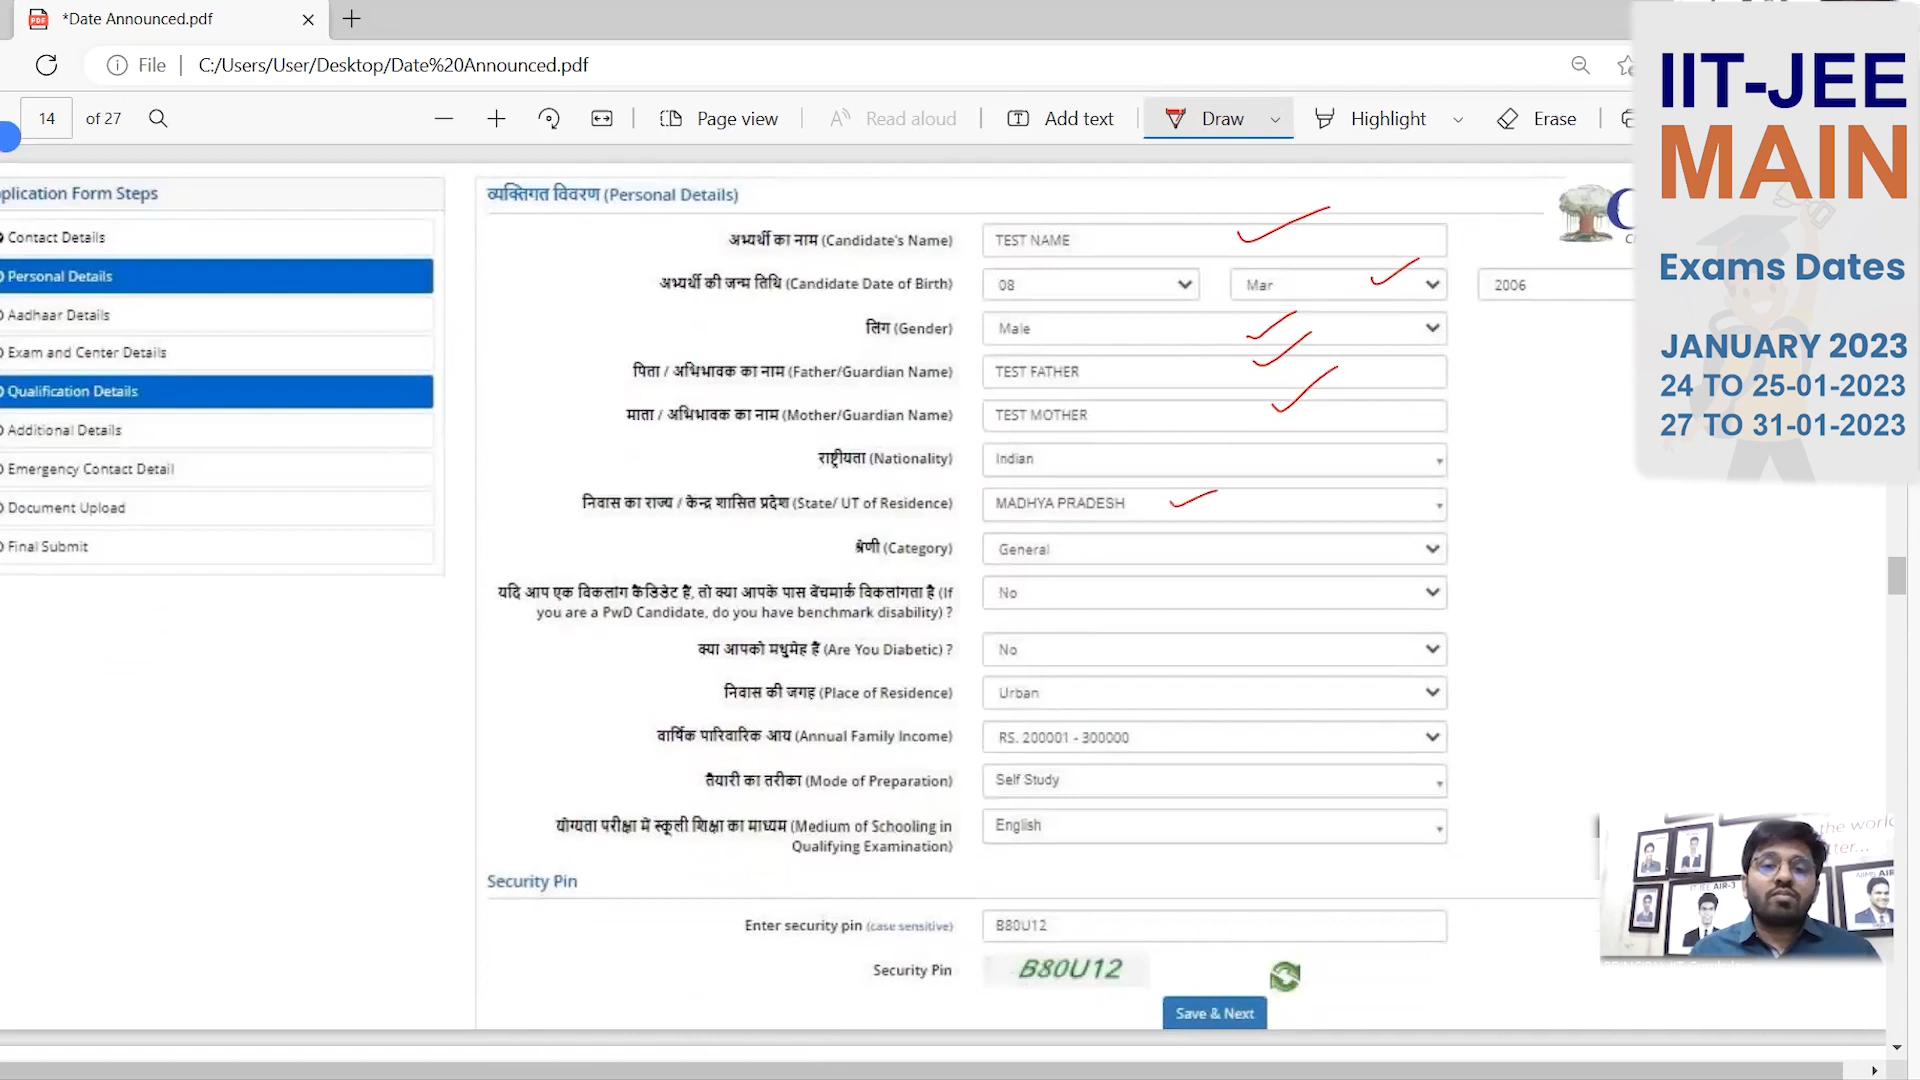 *Date Announced.pdf
File
C:/Users/User/Desktop/Date%20Announced.pdf
14 of 27
Page view
Read aloud
Add text
Draw
Highlight
Erase
IIT-JEE
MAIN
Exams Dates
JANUARY 2023
24 TO 25-01-2023
27 TO 31-01-2023
plication Form Steps
Contact Details
Personal Details
Aadhaar Details
Exam and Center Details
Qualification Details
Additional Details
Emergency Contact Detail
Document Upload
Final Submit
व्यक्तिगत विवरण (Personal Details)
अभ्यर्थी का नाम (Candidate's Name) TEST NAME
अभ्यर्थी की जन्म तिथि (Candidate Date of Birth) 08 Mar 2006
लिंग (Gender) Male
पिता / अभिभावक का नाम (Father/Guardian Name) TEST FATHER
माता / अभिभावक का नाम (Mother/Guardian Name) TEST MOTHER
राष्ट्रीयता (Nationality) Indian
निवास का राज्य / केन्द्र शासित प्रदेश (State/ UT of Residence) MADHYA PRADESH
श्रेणी (Category) General
यदि आप एक विकलांग कैंडिडेट हैं, तो क्या आपके पास बेंचमार्क विकलांगता है (If
you are a PwD Candidate, do you have benchmark disability) ? No
क्या आपको मधुमेह हैं (Are You Diabetic) ? No
निवास की जगह (Place of Residence) Urban
वार्षिक पारिवारिक आय (Annual Family Income) RS. 200001 - 300000
तैयारी का तरीका (Mode of Preparation) Self Study
योग्यता परीक्षा में स्कूली शिक्षा का माध्यम (Medium of Schooling in
Qualifying Examination) English
Security Pin
Enter security pin (case sensitive) B80U12
Security Pin B80U12
Save & Next
the world
AIR-3